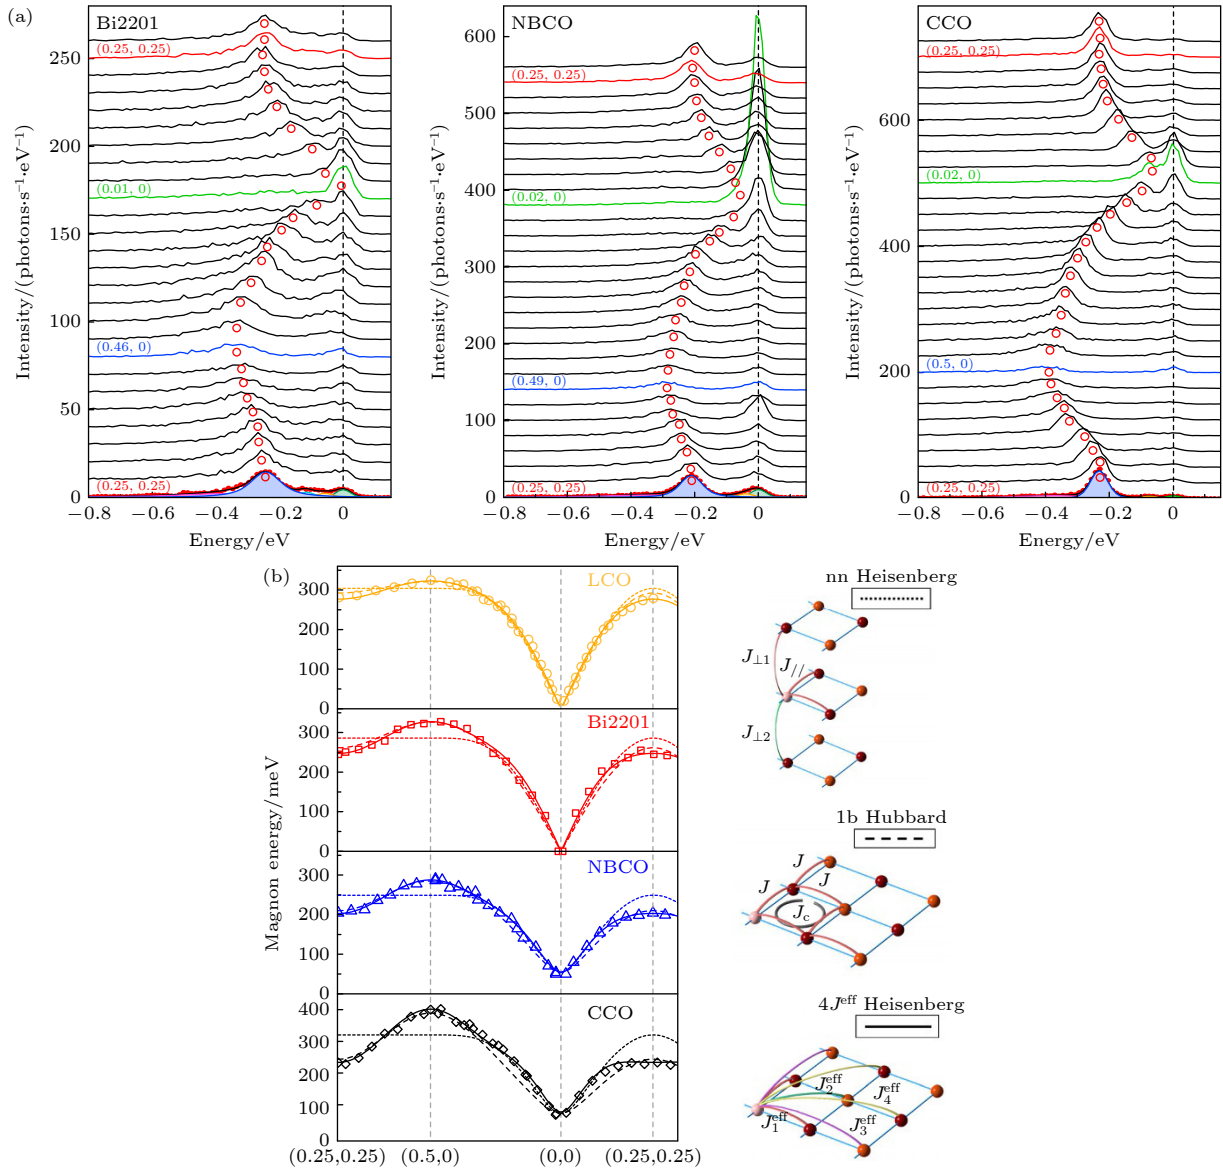 (a)
Bi2201
(0.25, 0.25)
(0.01, 0)
(0.46, 0)
(0.25, 0.25)
250
200
150
100
50
0
Intensity/(photons·s⁻¹·eV⁻¹)
−0.8 −0.6 −0.4 −0.2 0
Energy/eV
NBCO
(0.25, 0.25)
(0.02, 0)
(0.49, 0)
(0.25, 0.25)
600
500
400
300
200
100
0
Intensity/(photons·s⁻¹·eV⁻¹)
−0.8 −0.6 −0.4 −0.2 0
Energy/eV
CCO
(0.25, 0.25)
(0.02, 0)
(0.5, 0)
(0.25, 0.25)
600
400
200
0
Intensity/(photons·s⁻¹·eV⁻¹)
−0.8 −0.6 −0.4 −0.2 0
Energy/eV
(b)
LCO
300
200
100
0
Bi2201
300
200
100
0
NBCO
300
200
100
0
CCO
400
300
200
100
0
Magnon energy/meV
(0.25,0.25) (0.5,0) (0,0) (0.25,0.25)
nn Heisenberg
J⊥1
J//
J⊥2
1b Hubbard
J
J
J
Jc
4Jᵉᶠᶠ Heisenberg
J₂ᵉᶠᶠ
J₄ᵉᶠᶠ
J₁ᵉᶠᶠ
J₃ᵉᶠᶠ